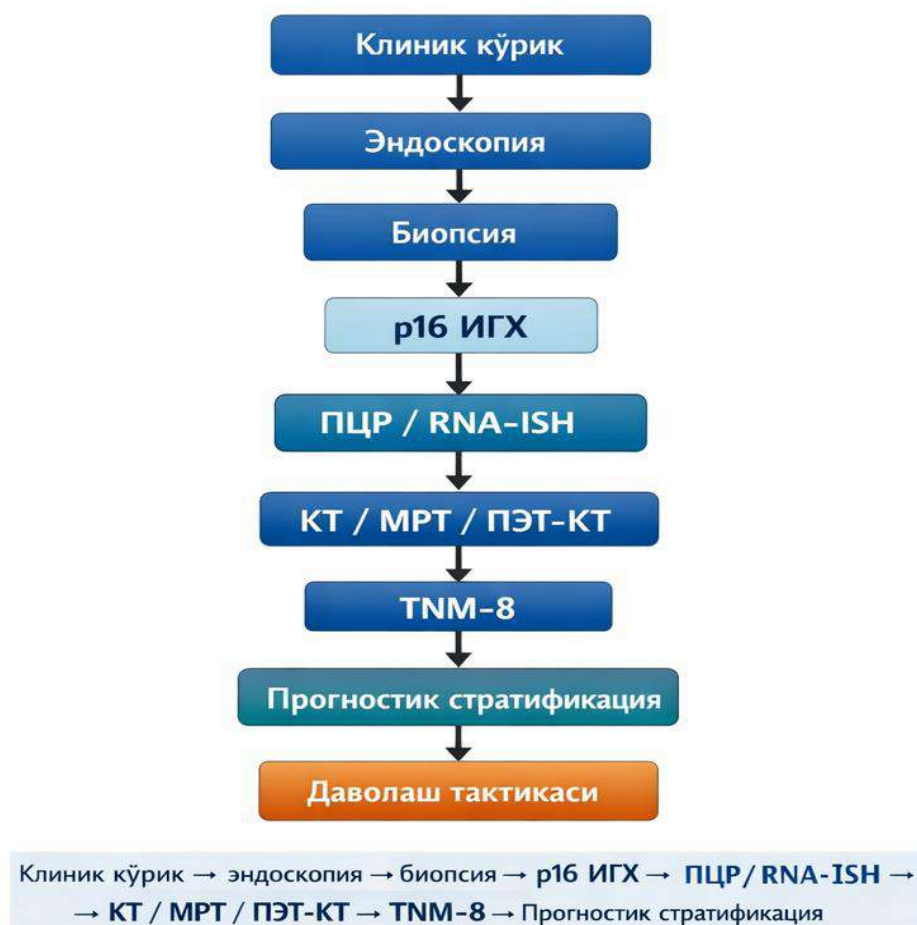 Клиник кўрик
Эндоскопия
Биопсия
p16 ИГХ
ПЦР / RNA-ISH
КТ / МРТ / ПЭТ-КТ
TNM-8
Прогностик стратификация
Даволаш тактикаси
Клиник кўрик → эндоскопия → биопсия → p16 ИГХ → ПЦР/RNA-ISH →
→ КТ / МРТ / ПЭТ-КТ → TNM-8 → Прогностик стратификация